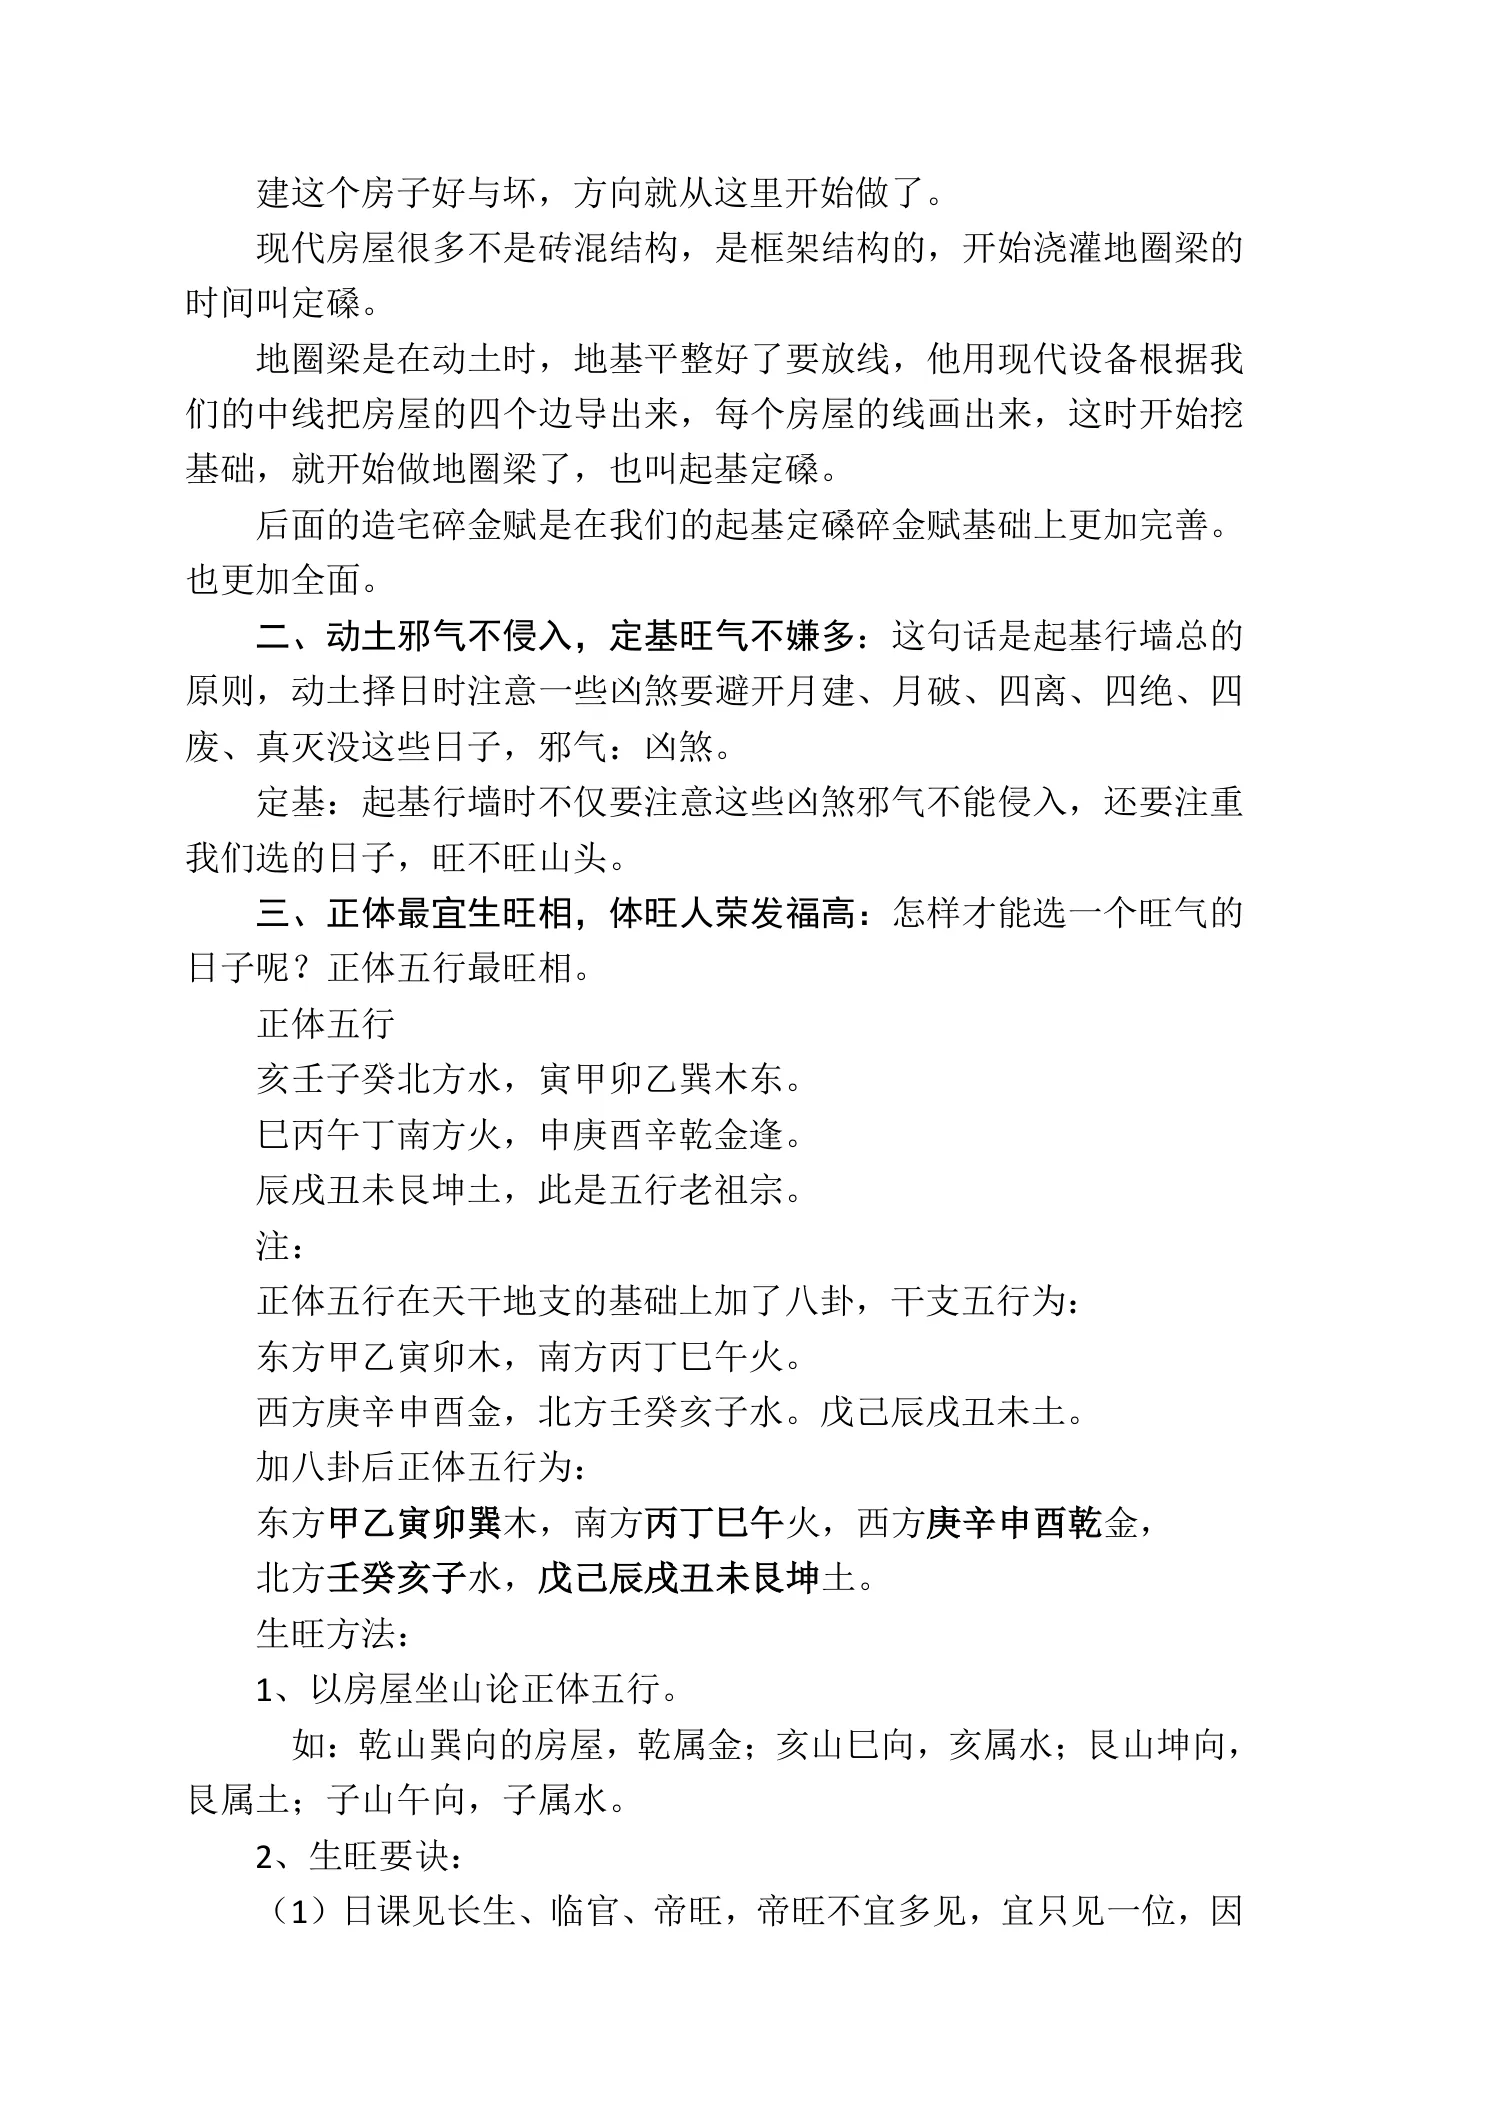 建这个房子好与坏，方向就从这里开始做了。
现代房屋很多不是砖混结构，是框架结构的，开始浇灌地圈梁的
时间叫定磉。
地圈梁是在动土时，地基平整好了要放线，他用现代设备根据我
们的中线把房屋的四个边导出来，每个房屋的线画出来，这时开始挖
基础，就开始做地圈梁了，也叫起基定磉。
后面的造宅碎金赋是在我们的起基定磉碎金赋基础上更加完善。
也更加全面。
二、动土邪气不侵入，定基旺气不嫌多：这句话是起基行墙总的
原则，动土择日时注意一些凶煞要避开月建、月破、四离、四绝、四
废、真灭没这些日子，邪气：凶煞。
定基：起基行墙时不仅要注意这些凶煞邪气不能侵入，还要注重
我们选的日子，旺不旺山头。
三、正体最宜生旺相，体旺人荣发福高：怎样才能选一个旺气的
日子呢？正体五行最旺相。
正体五行
亥壬子癸北方水，寅甲卯乙巽木东。
巳丙午丁南方火，申庚酉辛乾金逢。
辰戌丑未艮坤土，此是五行老祖宗。
注：
正体五行在天干地支的基础上加了八卦，干支五行为：
东方甲乙寅卯木，南方丙丁巳午火。
西方庚辛申酉金，北方壬癸亥子水。戊己辰戌丑未土。
加八卦后正体五行为：
东方甲乙寅卯巽木，南方丙丁巳午火，西方庚辛申酉乾金，
北方壬癸亥子水，戊己辰戌丑未艮坤土。
生旺方法：
1、以房屋坐山论正体五行。
如：乾山巽向的房屋，乾属金；亥山巳向，亥属水；艮山坤向，
艮属土；子山午向，子属水。
2、生旺要诀：
（1）日课见长生、临官、帝旺，帝旺不宜多见，宜只见一位，因